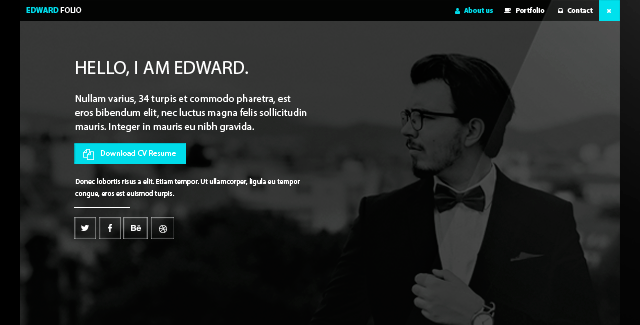 EDWARD FOLIO
About us
Portfolio
Contact
HELLO, I AM EDWARD.
Nullam varius, 34 turpis et commodo pharetra, est
eros bibendum elit, nec luctus magna felis sollicitudin
mauris. Integer in mauris eu nibh gravida.
Download CV Resume
Donec lobortis risus a elit. Etiam tempor. Ut ullamcorper, ligula eu tempor
congue, eros est euismod turpis.
Bē